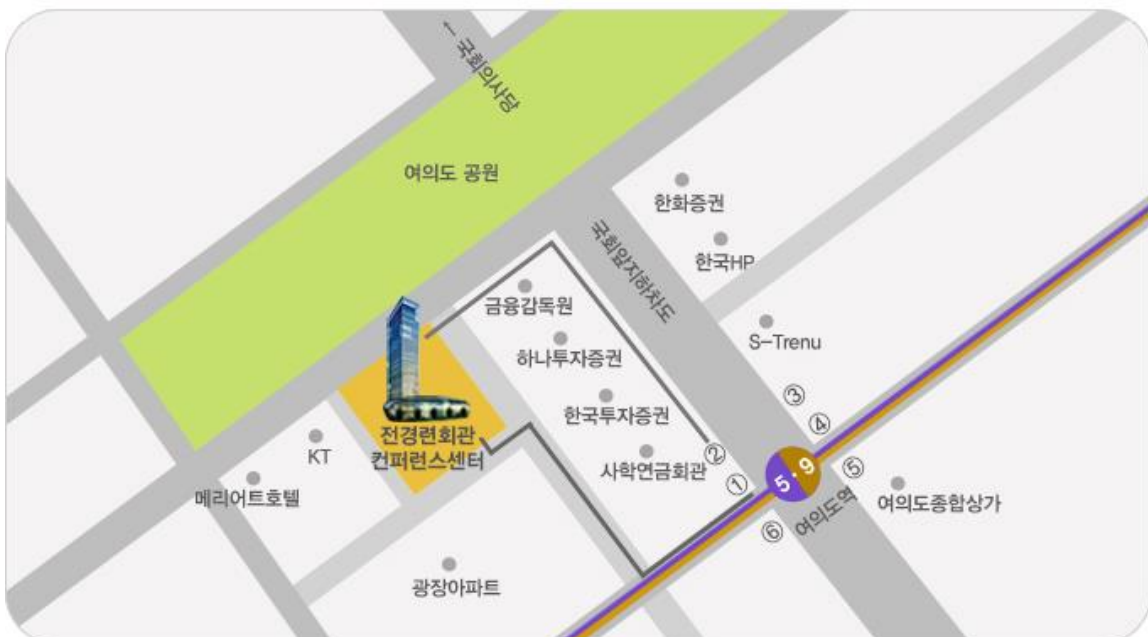 ← 국회의사당
여의도 공원
한화증권
한국HP
국회앞지하차도
금융감독원
S-Trenu
하나투자증권
한국투자증권
③
④
전경련회관
컨퍼런스센터
KT
사학연금회관
②
①
5·9
⑤
메리어트호텔
여의도역
여의도종합상가
⑥
광장아파트